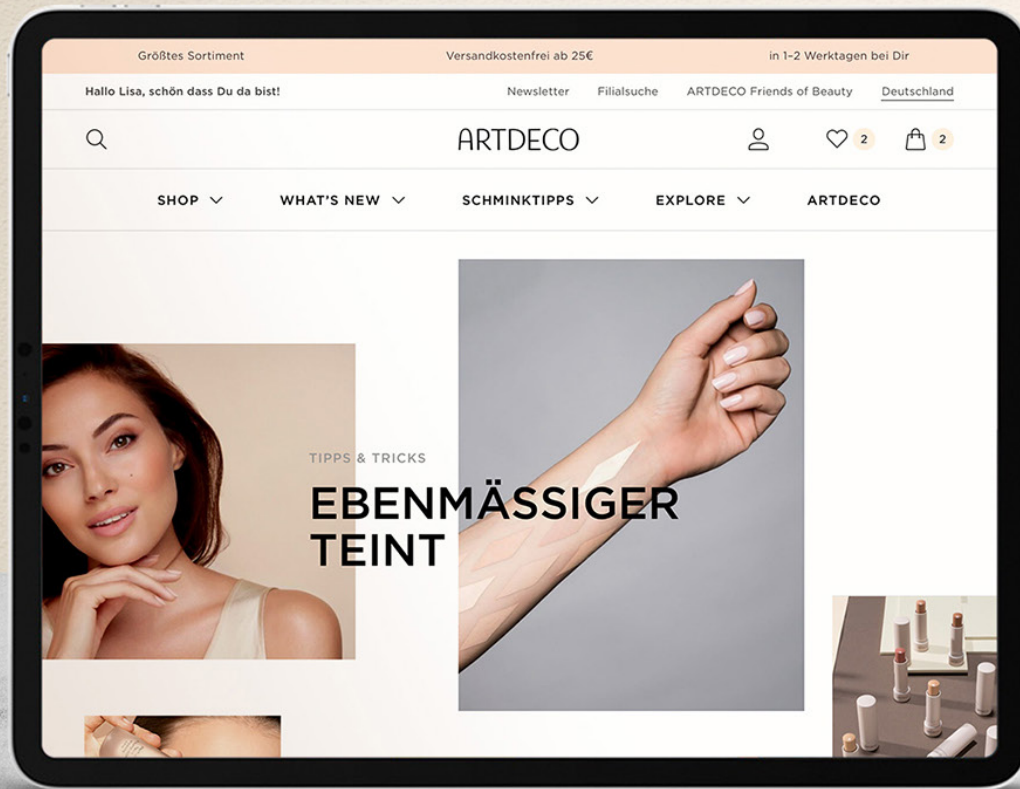 Größtes Sortiment
Versandkostenfrei ab 25€
in 1–2 Werktagen bei Dir
Hallo Lisa, schön dass Du da bist!
Newsletter
Filialsuche
ARTDECO Friends of Beauty
Deutschland
ARTDECO
2
2
SHOP
WHAT'S NEW
SCHMINKTIPPS
EXPLORE
ARTDECO
TIPPS & TRICKS
EBENMÄSSIGER
TEINT